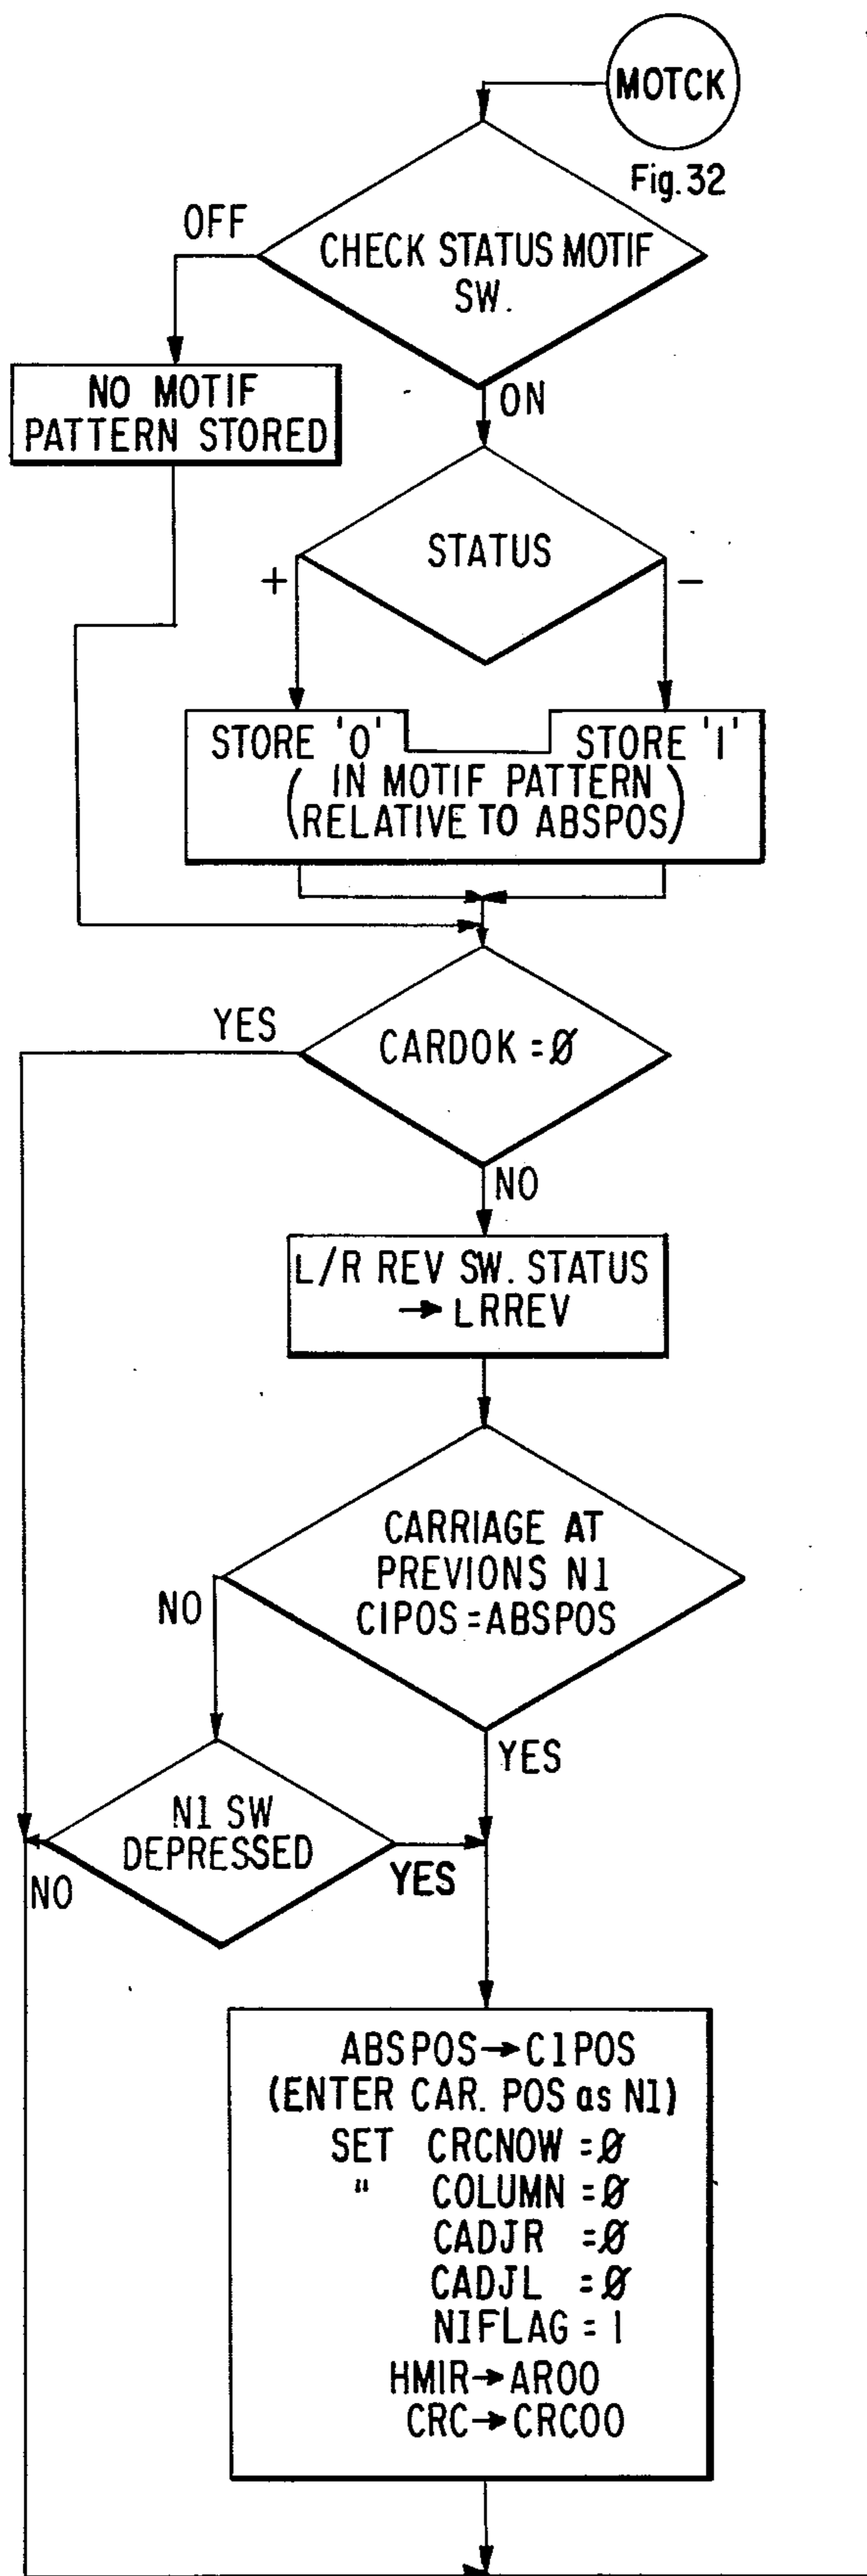 MOTCK
Fig.32
OFF
CHECK STATUS MOTIF
SW.
NO MOTIF
PATTERN STORED
ON
STATUS
+
−
STORE '0'
STORE '1'
(IN MOTIF PATTERN
RELATIVE TO ABSPOS)
YES
CARDOK = Ø
NO
L/R REV SW. STATUS
→ LRREV
CARRIAGE AT
PREVIONS N1
CIPOS = ABSPOS
NO
YES
N1 SW
DEPRESSED
NO
YES
ABSPOS → C1POS
(ENTER CAR. POS as N1)
SET CRCNOW = Ø
" COLUMN = Ø
CADJR = Ø
CADJL = Ø
N1FLAG = 1
HMIR → AROO
CRC → CRCOO